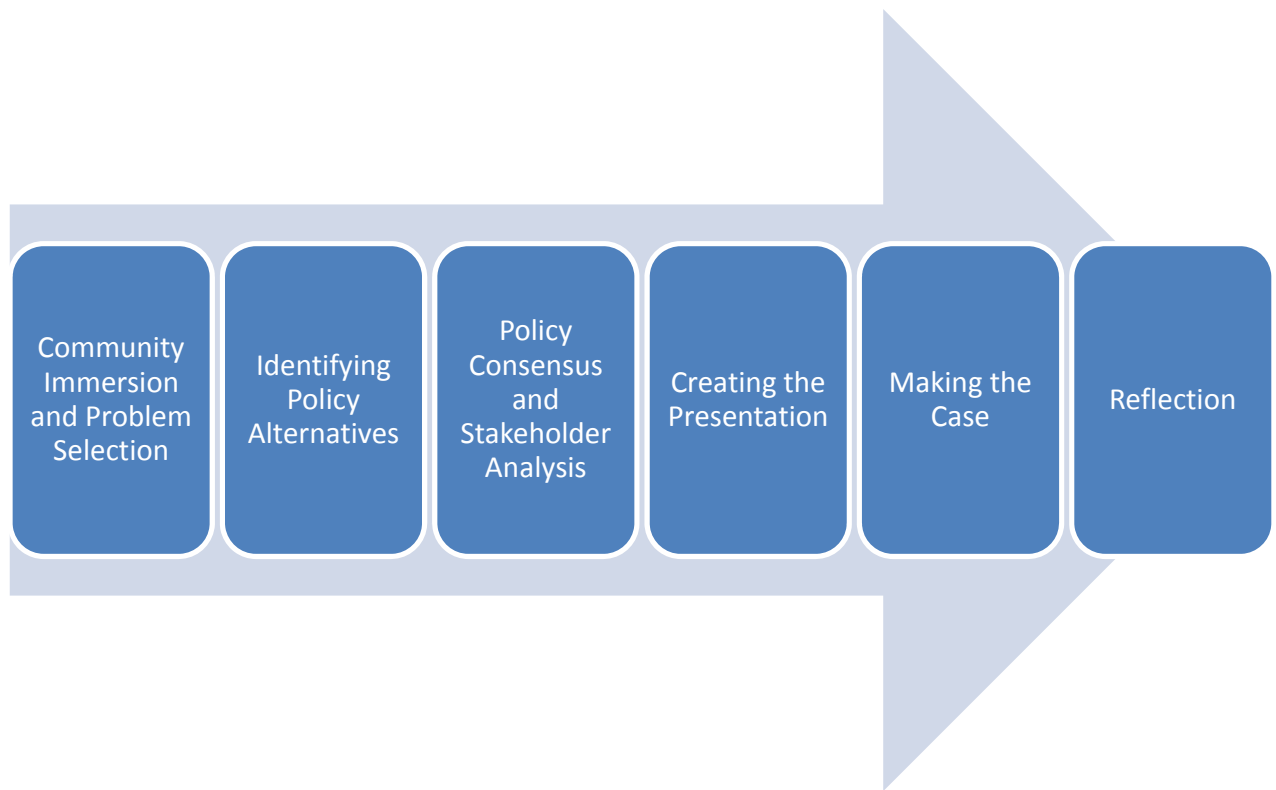 Community
Immersion
and Problem
Selection
Identifying
Policy
Alternatives
Policy
Consensus
and
Stakeholder
Analysis
Creating the
Presentation
Making the
Case
Reflection